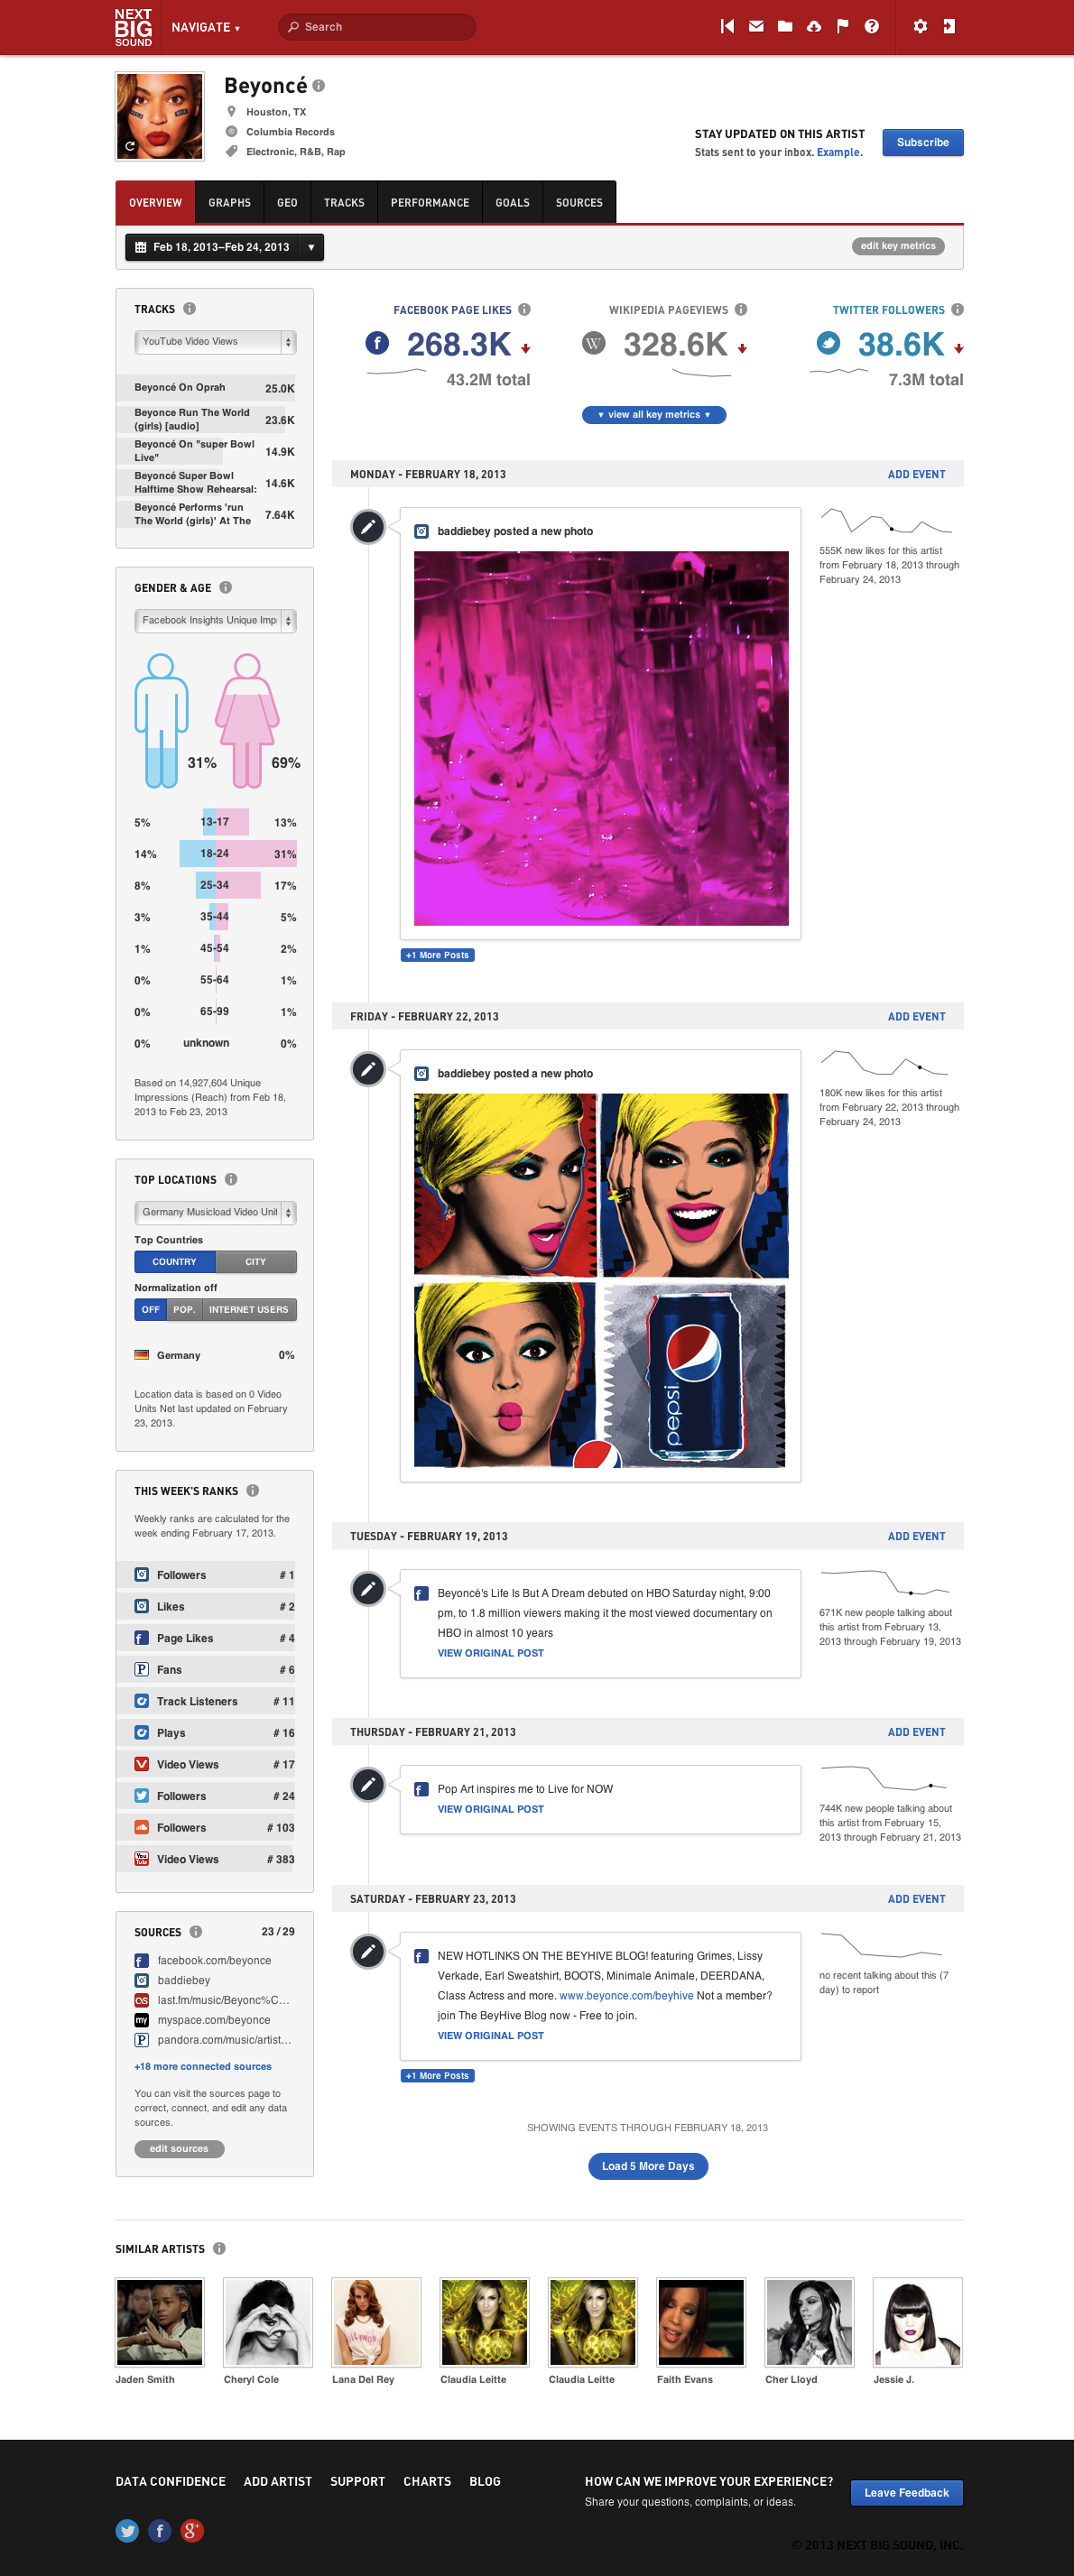 NEXT
BIG
SOUND
NAVIGATE ▼
Search
Beyoncé
Houston, TX
Columbia Records
Electronic, R&B, Rap
STAY UPDATED ON THIS ARTIST
Stats sent to your inbox. Example.
Subscribe
OVERVIEW GRAPHS GEO TRACKS PERFORMANCE GOALS SOURCES
Feb 18, 2013–Feb 24, 2013 ▼
edit key metrics
TRACKS
YouTube Video Views
Beyoncé On Oprah 25.0K
Beyonce Run The World
(girls) [audio] 23.6K
Beyoncé On "super Bowl
Live" 14.9K
Beyoncé Super Bowl
Halftime Show Rehearsal: 14.6K
Beyoncé Performs 'run
The World (girls)' At The 7.64K
GENDER & AGE
Facebook Insights Unique Imp
31% 69%
5% 13-17 13%
14% 18-24 31%
8% 25-34 17%
3% 35-44 5%
1% 45-54 2%
0% 55-64 1%
0% 65-99 1%
0% unknown 0%
Based on 14,927,604 Unique
Impressions (Reach) from Feb 18,
2013 to Feb 23, 2013
TOP LOCATIONS
Germany Musicload Video Unit
Top Countries
COUNTRY CITY
Normalization off
OFF POP. INTERNET USERS
Germany 0%
Location data is based on 0 Video
Units Net last updated on February
23, 2013.
THIS WEEK'S RANKS
Weekly ranks are calculated for the
week ending February 17, 2013.
Followers # 1
Likes # 2
Page Likes # 4
Fans # 6
Track Listeners # 11
Plays # 16
Video Views # 17
Followers # 24
Followers # 103
Video Views # 383
SOURCES 23 / 29
facebook.com/beyonce
baddiebey
last.fm/music/Beyonc%C...
myspace.com/beyonce
pandora.com/music/artist...
+18 more connected sources
You can visit the sources page to
correct, connect, and edit any data
sources.
edit sources
FACEBOOK PAGE LIKES
268.3K
43.2M total
WIKIPEDIA PAGEVIEWS
328.6K
TWITTER FOLLOWERS
38.6K
7.3M total
▼ view all key metrics ▼
MONDAY - FEBRUARY 18, 2013 ADD EVENT
baddiebey posted a new photo
555K new likes for this artist
from February 18, 2013 through
February 24, 2013
+1 More Posts
FRIDAY - FEBRUARY 22, 2013 ADD EVENT
baddiebey posted a new photo
pepsi
180K new likes for this artist
from February 22, 2013 through
February 24, 2013
TUESDAY - FEBRUARY 19, 2013 ADD EVENT
Beyoncé's Life Is But A Dream debuted on HBO Saturday night, 9:00
pm, to 1.8 million viewers making it the most viewed documentary on
HBO in almost 10 years
VIEW ORIGINAL POST
671K new people talking about
this artist from February 13,
2013 through February 19, 2013
THURSDAY - FEBRUARY 21, 2013 ADD EVENT
Pop Art inspires me to Live for NOW
VIEW ORIGINAL POST
744K new people talking about
this artist from February 15,
2013 through February 21, 2013
SATURDAY - FEBRUARY 23, 2013 ADD EVENT
NEW HOTLINKS ON THE BEYHIVE BLOG! featuring Grimes, Lissy
Verkade, Earl Sweatshirt, BOOTS, Minimale Animale, DEERDANA,
Class Actress and more. www.beyonce.com/beyhive Not a member?
join The BeyHive Blog now - Free to join.
VIEW ORIGINAL POST
no recent talking about this (7
day) to report
+1 More Posts
SHOWING EVENTS THROUGH FEBRUARY 18, 2013
Load 5 More Days
SIMILAR ARTISTS
Jaden Smith Cheryl Cole Lana Del Rey Claudia Leitte Claudia Leitte Faith Evans Cher Lloyd Jessie J.
DATA CONFIDENCE ADD ARTIST SUPPORT CHARTS BLOG
HOW CAN WE IMPROVE YOUR EXPERIENCE?
Share your questions, complaints, or ideas.
Leave Feedback
© 2013 NEXT BIG SOUND, INC.